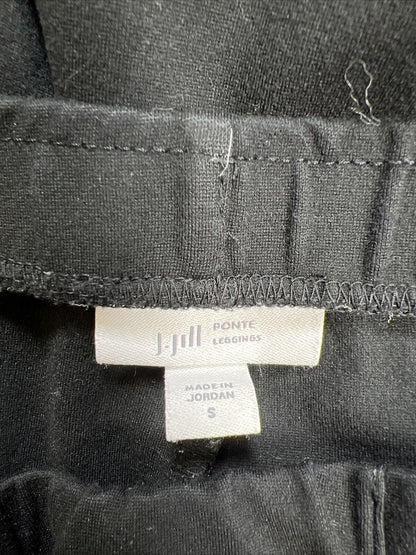 J.Jill PONTE
LEGGINGS
MADE IN
JORDAN
S